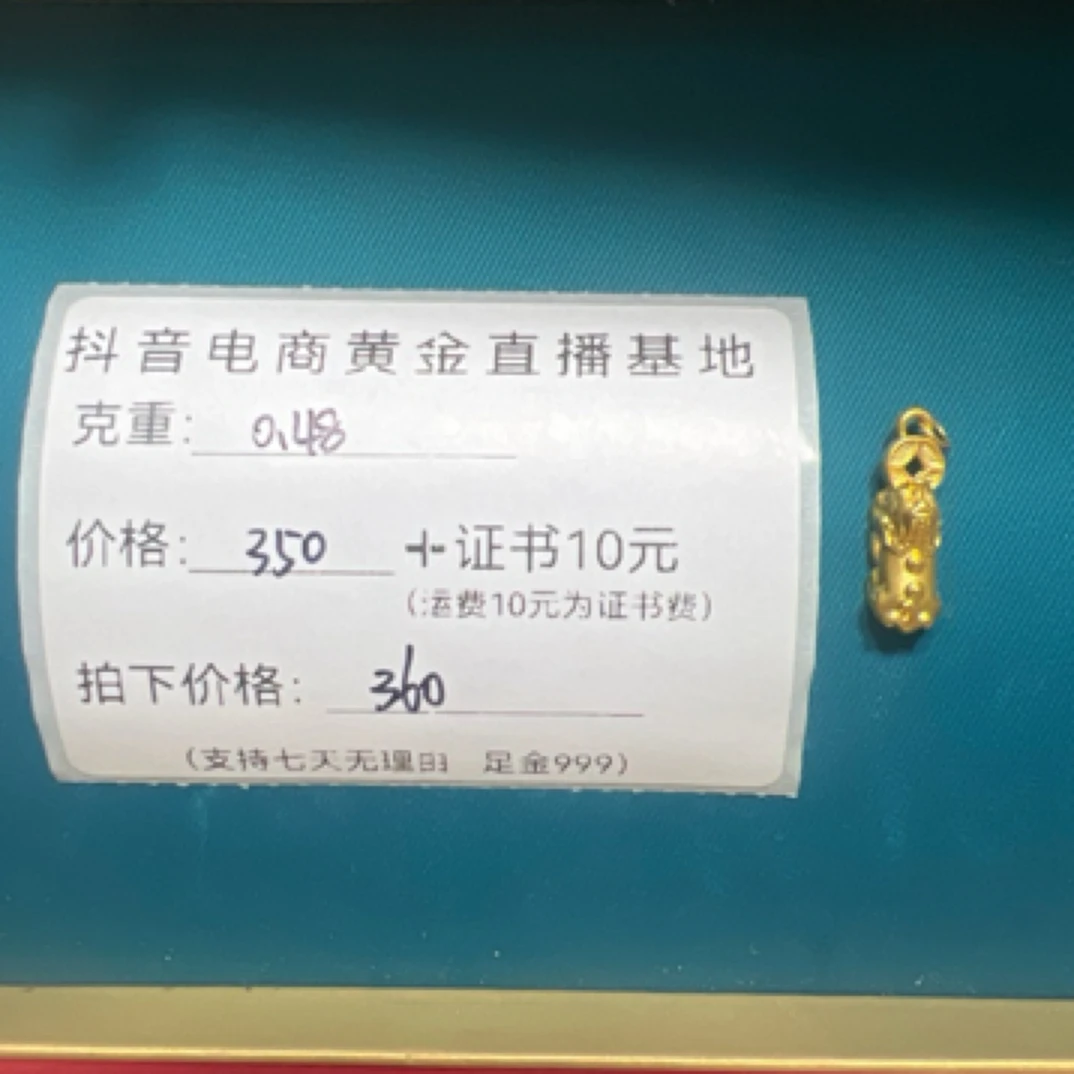 抖音电商黄金直播基地
克重: 0.48
价格: 350 +证书10元
(运费10元为证书费)
拍下价格: 360
(支持七天无理由 足金999)